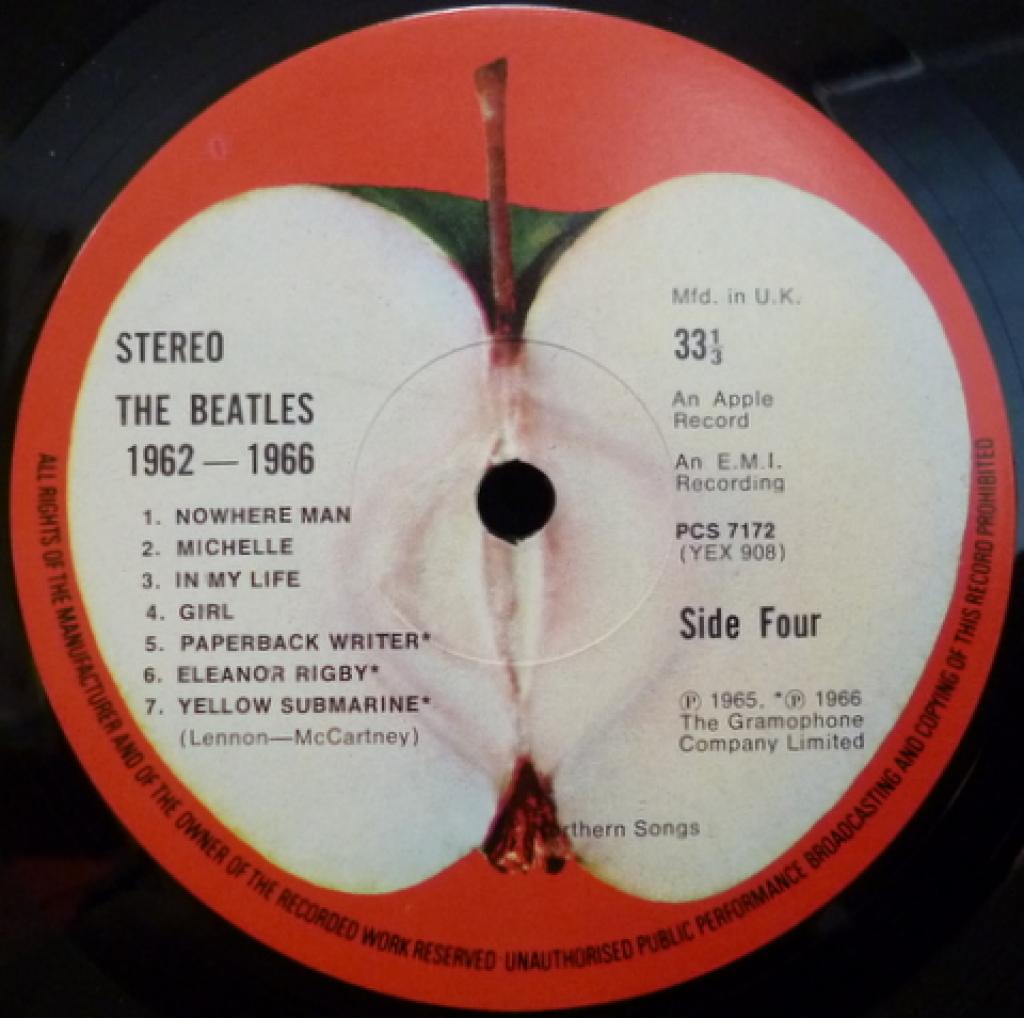 STEREO
THE BEATLES
1962 — 1966
1. NOWHERE MAN
2. MICHELLE
3. IN MY LIFE
4. GIRL
5. PAPERBACK WRITER*
6. ELEANOR RIGBY*
7. YELLOW SUBMARINE*
(Lennon—McCartney)
Mfd. in U.K.
33⅓
An Apple
Record
An E.M.I.
Recording
PCS 7172
(YEX 908)
Side Four
℗ 1965. *℗ 1966
The Gramophone
Company Limited
rthern Songs
ALL RIGHTS OF THE MANUFACTURER AND OF THE OWNER OF THE RECORDED WORK RESERVED UNAUTHORISED PUBLIC PERFORMANCE BROADCASTING AND COPYING OF THIS RECORD PROHIBITED